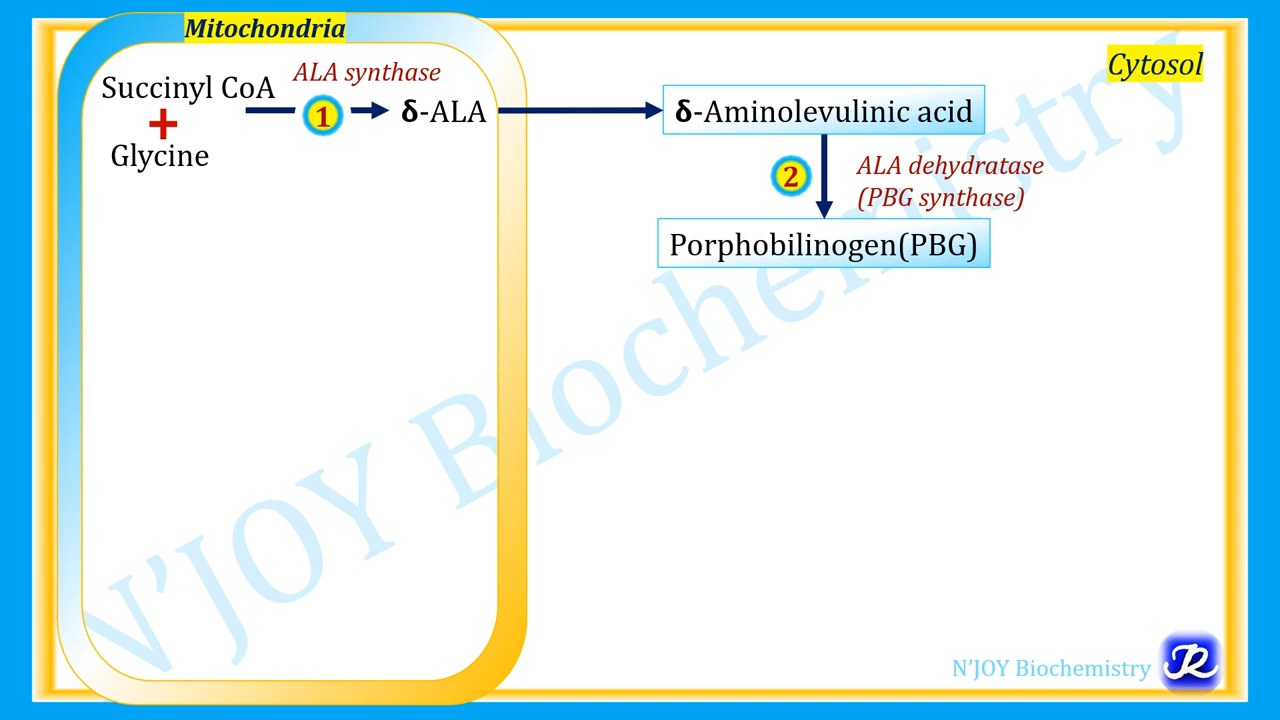 Mitochondria
Cytosol
Succinyl CoA
+
Glycine
ALA synthase
1
δ-ALA
δ-Aminolevulinic acid
2
ALA dehydratase
(PBG synthase)
Porphobilinogen(PBG)
N’JOY Biochemistry
N’JOY Biochemistry